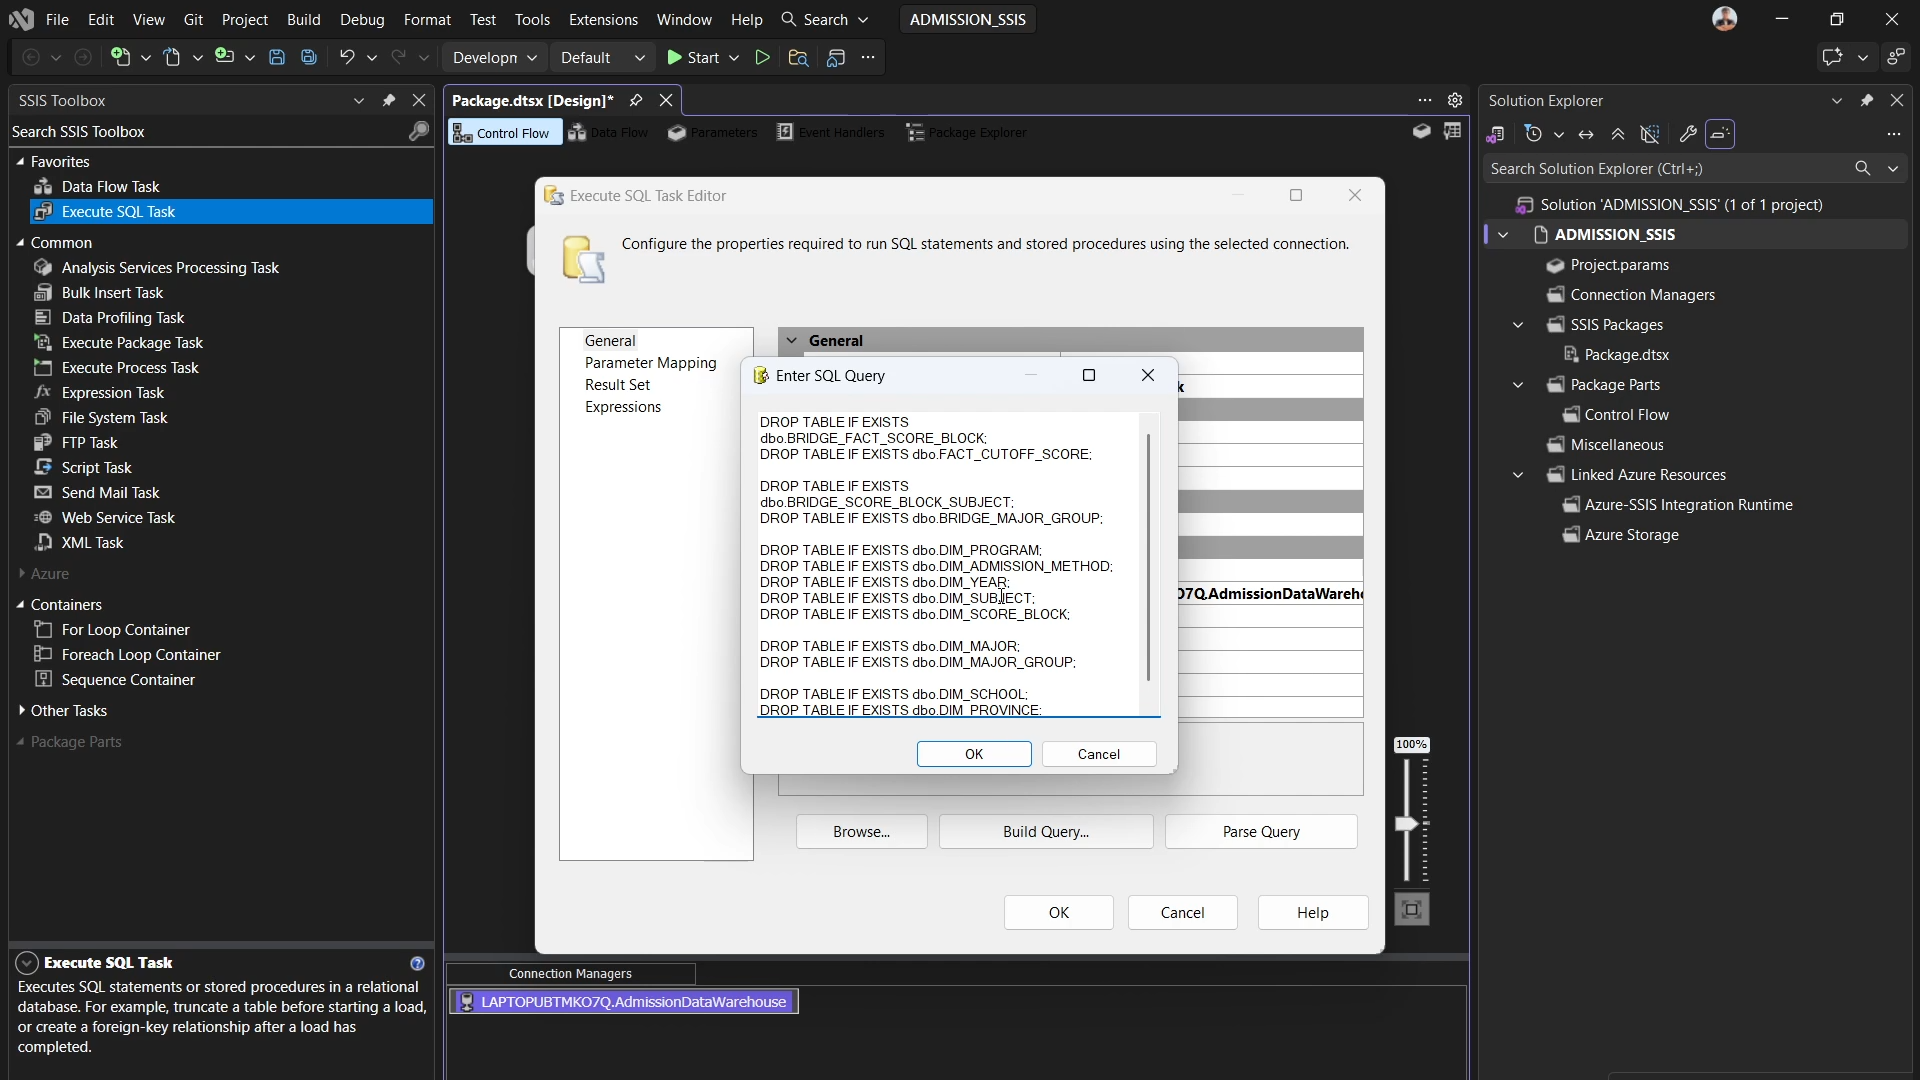 File Edit View Git Project Build Debug Format Test Tools Extensions Window Help Search ADMISSION_SSIS
Developn Default Start
SSIS Toolbox
Search SSIS Toolbox
Favorites
Data Flow Task
Execute SQL Task
Common
Analysis Services Processing Task
Bulk Insert Task
Data Profiling Task
Execute Package Task
Execute Process Task
Expression Task
File System Task
FTP Task
Script Task
Send Mail Task
Web Service Task
XML Task
Azure
Containers
For Loop Container
Foreach Loop Container
Sequence Container
Other Tasks
Package Parts
Execute SQL Task
Executes SQL statements or stored procedures in a relational
database. For example, truncate a table before starting a load,
or create a foreign-key relationship after a load has
completed.
Package.dtsx [Design]*
Control Flow Data Flow Parameters Event Handlers Package Explorer
Execute SQL Task Editor
Configure the properties required to run SQL statements and stored procedures using the selected connection.
General
Parameter Mapping
Result Set
Expressions
General
k
O7Q.AdmissionDataWareh
Enter SQL Query
DROP TABLE IF EXISTS
dbo.BRIDGE_FACT_SCORE_BLOCK;
DROP TABLE IF EXISTS dbo.FACT_CUTOFF_SCORE;
DROP TABLE IF EXISTS
dbo.BRIDGE_SCORE_BLOCK_SUBJECT;
DROP TABLE IF EXISTS dbo.BRIDGE_MAJOR_GROUP;
DROP TABLE IF EXISTS dbo.DIM_PROGRAM;
DROP TABLE IF EXISTS dbo.DIM_ADMISSION_METHOD;
DROP TABLE IF EXISTS dbo.DIM_YEAR;
DROP TABLE IF EXISTS dbo.DIM_SUBJECT;
DROP TABLE IF EXISTS dbo.DIM_SCORE_BLOCK;
DROP TABLE IF EXISTS dbo.DIM_MAJOR;
DROP TABLE IF EXISTS dbo.DIM_MAJOR_GROUP;
DROP TABLE IF EXISTS dbo.DIM_SCHOOL;
DROP TABLE IF EXISTS dbo.DIM_PROVINCE;
OK Cancel
Browse... Build Query... Parse Query
OK Cancel Help
100%
Connection Managers
LAPTOPUBTMKO7Q.AdmissionDataWarehouse
Solution Explorer
Search Solution Explorer (Ctrl+;)
Solution 'ADMISSION_SSIS' (1 of 1 project)
ADMISSION_SSIS
Project.params
Connection Managers
SSIS Packages
Package.dtsx
Package Parts
Control Flow
Miscellaneous
Linked Azure Resources
Azure-SSIS Integration Runtime
Azure Storage